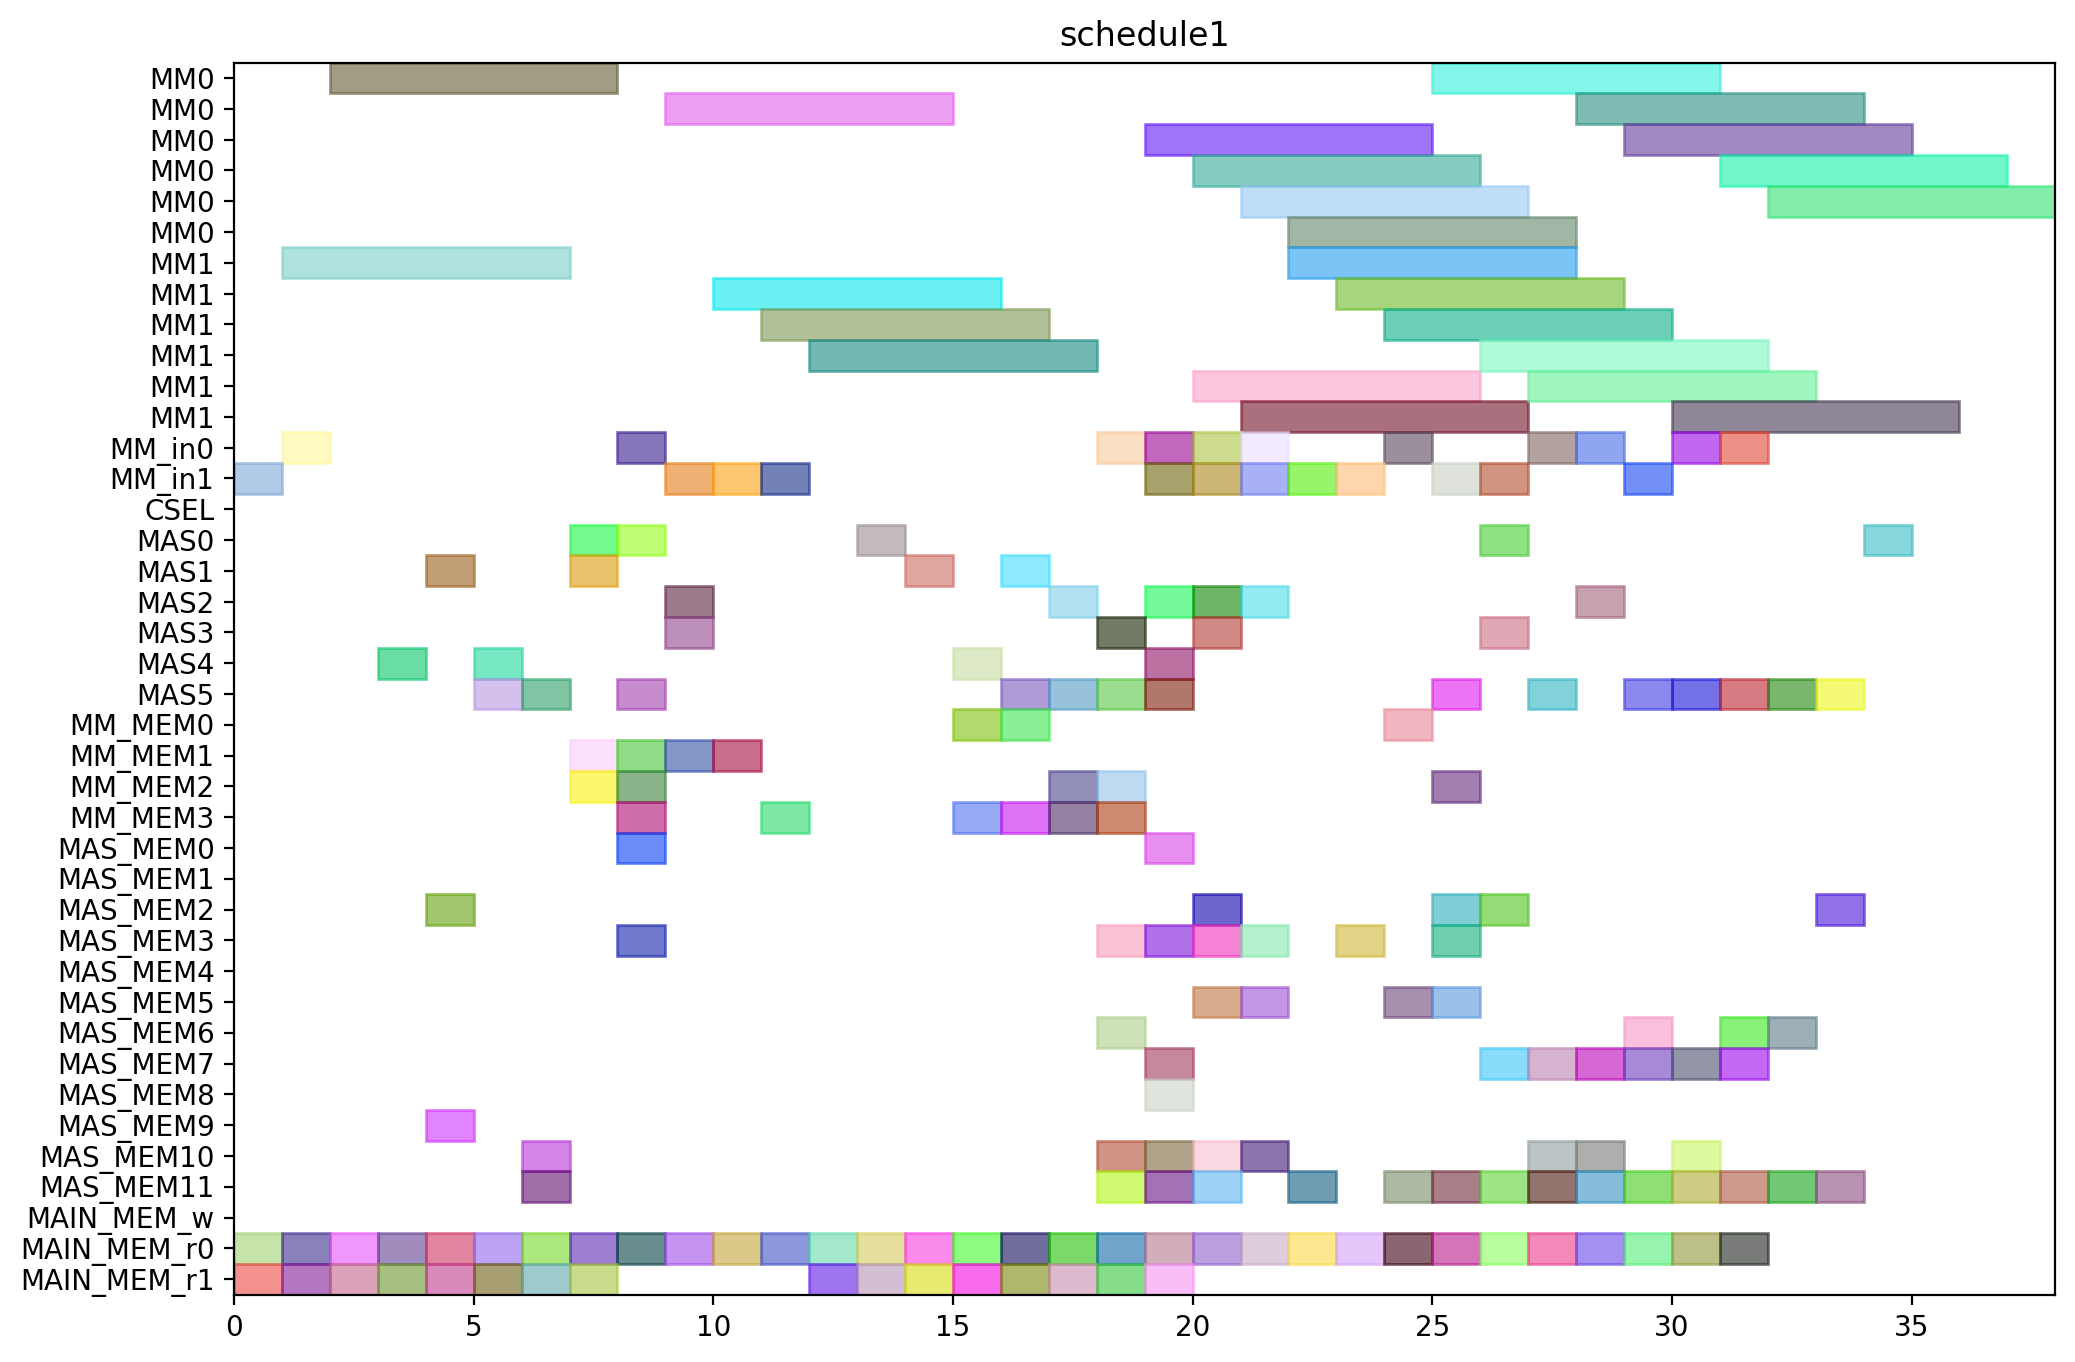 schedule1
MM0
MM0
MM0
MM0
MM0
MM0
MM1
MM1
MM1
MM1
MM1
MM1
MM_in0
MM_in1
CSEL
MAS0
MAS1
MAS2
MAS3
MAS4
MAS5
MM_MEM0
MM_MEM1
MM_MEM2
MM_MEM3
MAS_MEM0
MAS_MEM1
MAS_MEM2
MAS_MEM3
MAS_MEM4
MAS_MEM5
MAS_MEM6
MAS_MEM7
MAS_MEM8
MAS_MEM9
MAS_MEM10
MAS_MEM11
MAIN_MEM_w
MAIN_MEM_r0
MAIN_MEM_r1
0 5 10 15 20 25 30 35